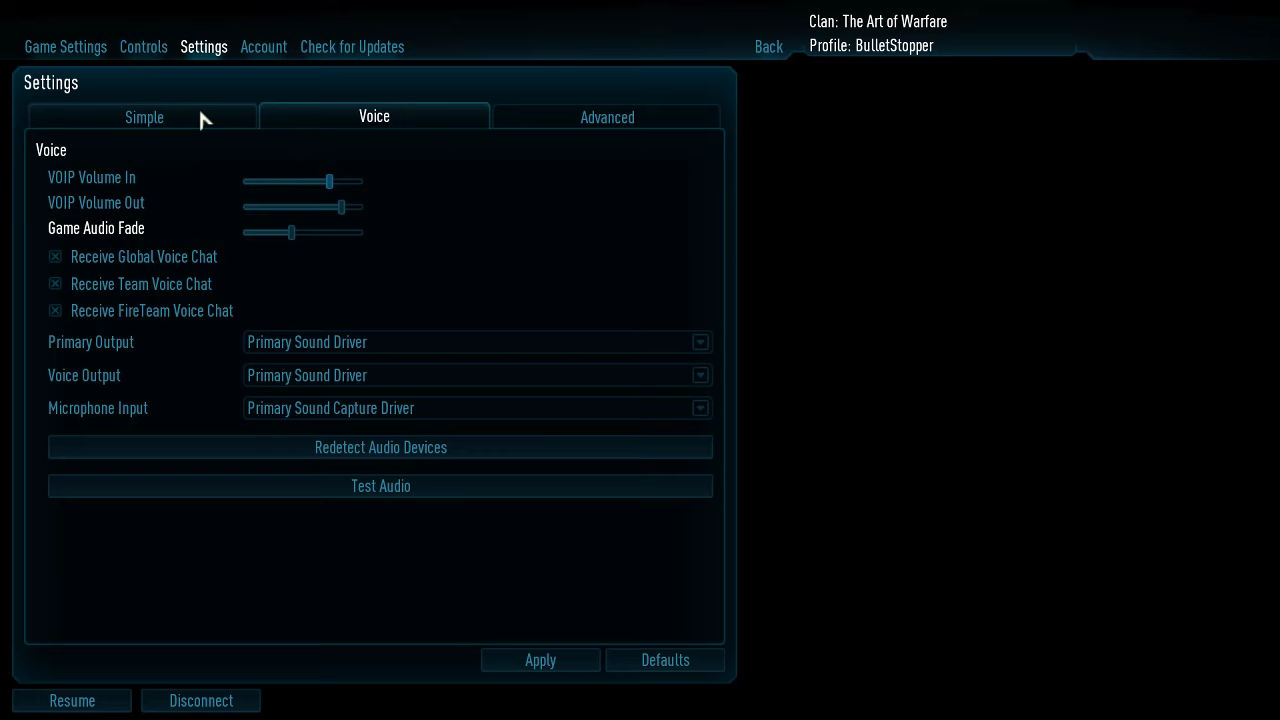 Clan: The Art of Warfare
Game Settings Controls Settings Account Check for Updates Back Profile: BulletStopper
Settings
Simple Voice Advanced
Voice
VOIP Volume In
VOIP Volume Out
Game Audio Fade
Receive Global Voice Chat
Receive Team Voice Chat
Receive FireTeam Voice Chat
Primary Output Primary Sound Driver
Voice Output Primary Sound Driver
Microphone Input Primary Sound Capture Driver
Redetect Audio Devices
Test Audio
Apply Defaults
Resume Disconnect